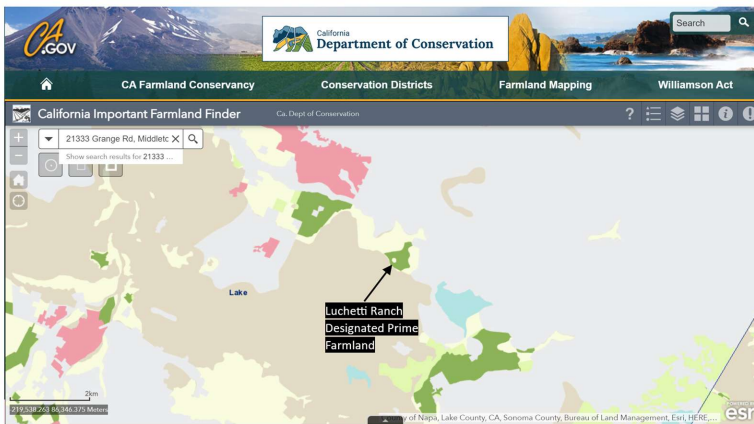 CA.GOV
California
Department of Conservation
Search
CA Farmland Conservancy
Conservation Districts
Farmland Mapping
Williamson Act
California Important Farmland Finder
Ca. Dept of Conservation
?
+
21333 Grange Rd, Middletc X
Show search results for 21333 ...
−
Lake
Luchetti Ranch
Designated Prime
Farmland
2km
-219,538.263 86,346.375 Meters
of Napa, Lake County, CA, Sonoma County, Bureau of Land Management, Esri, HERE,...
esri